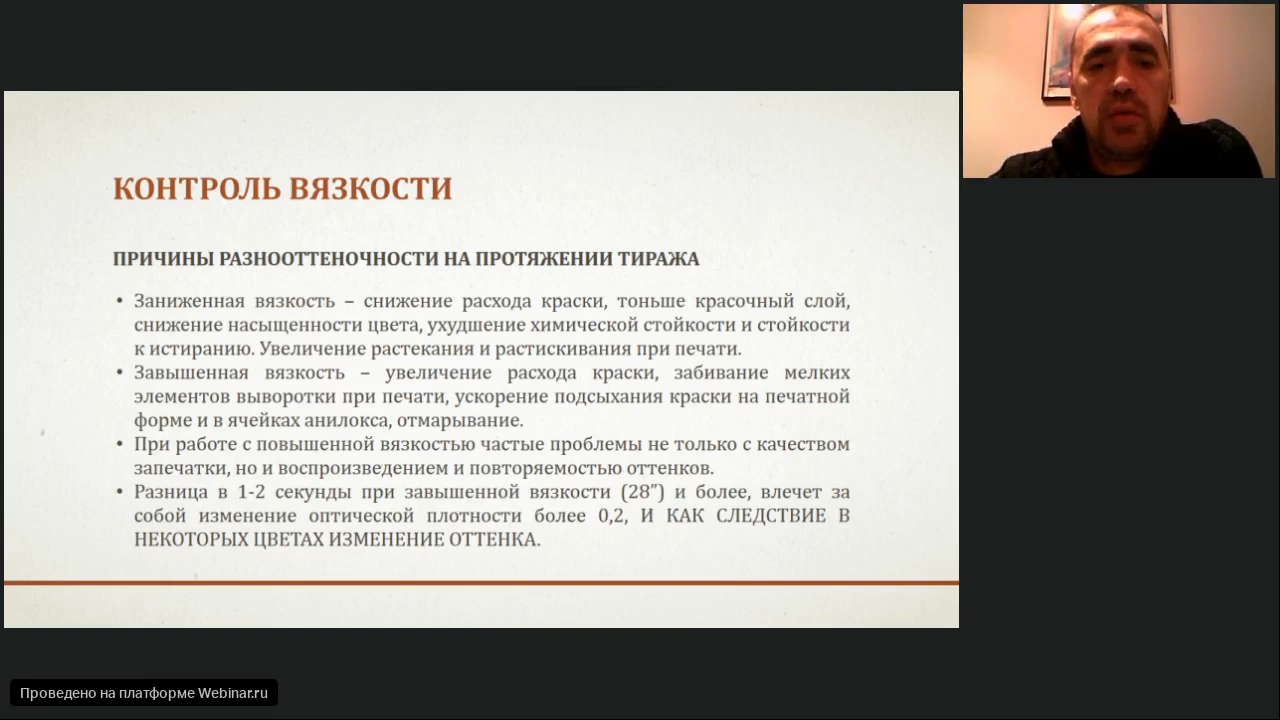 КОНТРОЛЬ ВЯЗКОСТИ
ПРИЧИНЫ РАЗНООТТЕНОЧНОСТИ НА ПРОТЯЖЕНИИ ТИРАЖА
• Заниженная вязкость – снижение расхода краски, тоньше красочный слой,
снижение насыщенности цвета, ухудшение химической стойкости и стойкости
к истиранию. Увеличение растекания и растискивания при печати.
• Завышенная вязкость – увеличение расхода краски, забивание мелких
элементов выворотки при печати, ускорение подсыхания краски на печатной
форме и в ячейках анилокса, отмарывание.
• При работе с повышенной вязкостью частые проблемы не только с качеством
запечатки, но и воспроизведением и повторяемостью оттенков.
• Разница в 1-2 секунды при завышенной вязкости (28”) и более, влечет за
собой изменение оптической плотности более 0,2, И КАК СЛЕДСТВИЕ В
НЕКОТОРЫХ ЦВЕТАХ ИЗМЕНЕНИЕ ОТТЕНКА.
Проведено на платформе Webinar.ru